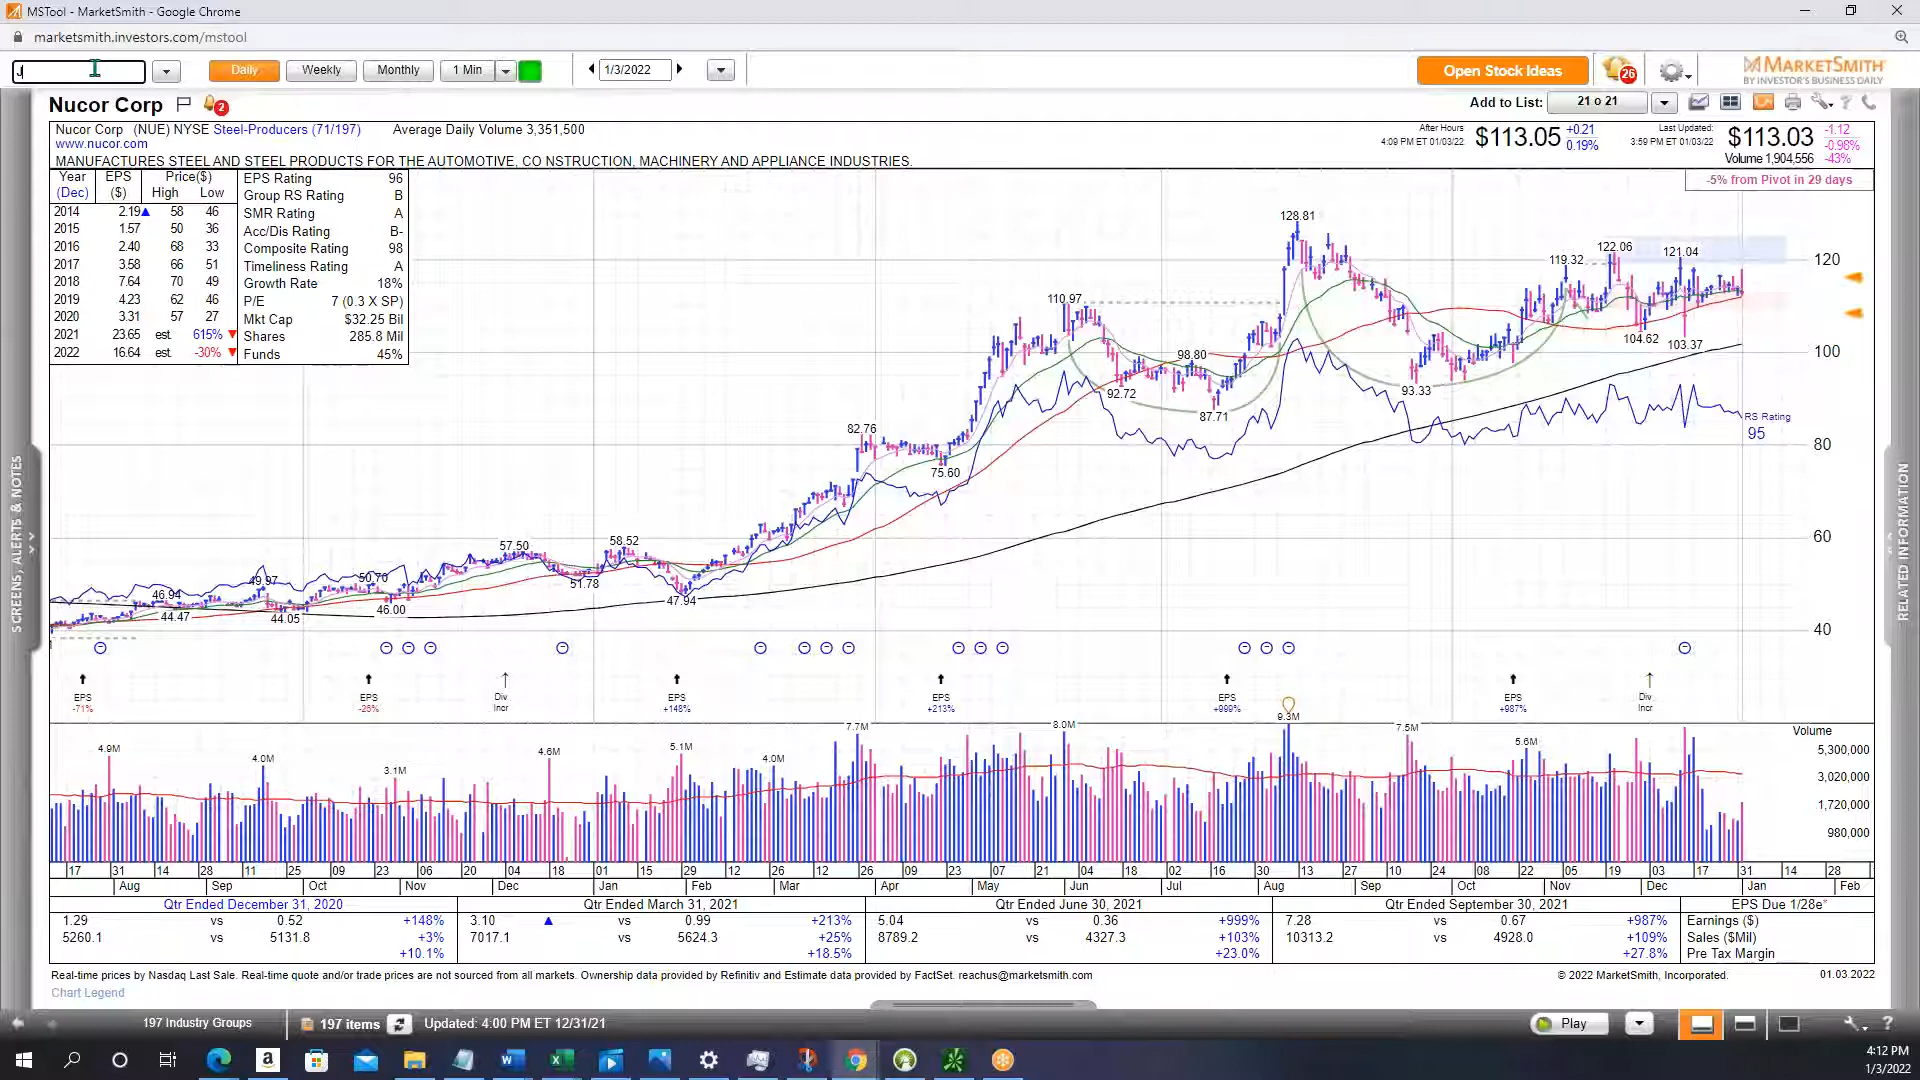 MSTool - MarketSmith - Google Chrome
marketsmith.investors.com/mstool
J
Daily
Weekly
Monthly
1 Min
1/3/2022
Open Stock Ideas
26
MARKETSMITH
BY INVESTOR'S BUSINESS DAILY
Nucor Corp
2
Add to List:
21 o 21
Nucor Corp (NUE) NYSE Steel-Producers (71/197) Average Daily Volume 3,351,500
www.nucor.com
MANUFACTURES STEEL AND STEEL PRODUCTS FOR THE AUTOMOTIVE, CO NSTRUCTION, MACHINERY AND APPLIANCE INDUSTRIES.
After Hours
4:09 PM ET 01/03/22
$113.05
+0.21
0.19%
Last Updated:
3:59 PM ET 01/03/22
$113.03
-1.12
-0.98%
Volume 1,904,556
-43%
-5% from Pivot in 29 days
Year EPS Price($)
(Dec) ($) High Low
2014 2.19 58 46
2015 1.57 50 36
2016 2.40 68 33
2017 3.58 66 51
2018 7.64 70 49
2019 4.23 62 46
2020 3.31 57 27
2021 23.65 est 615%
2022 16.64 est -30%
EPS Rating 96
Group RS Rating B
SMR Rating A
Acc/Dis Rating B-
Composite Rating 98
Timeliness Rating A
Growth Rate 18%
P/E 7 (0.3 X SP)
Mkt Cap $32.25 Bil
Shares 285.8 Mil
Funds 45%
128.81
122.06
121.04
119.32
120
110.97
104.62
103.37
100
98.80
92.72
93.33
87.71
RS Rating
95
82.76
80
75.60
60
58.52
57.50
51.78
50.70
49.97
47.94
46.94
46.00
44.47
44.05
40
EPS
-71%
EPS
-26%
Div
Incr
EPS
+148%
EPS
+213%
EPS
+999%
EPS
+987%
Div
Incr
4.9M
4.0M
3.1M
4.6M
5.1M
4.0M
7.7M
8.0M
9.3M
7.5M
5.6M
Volume
5,300,000
3,020,000
1,720,000
980,000
17 31 14 28 11 25 09 23 06 20 04 18 01 15 29 12 26 12 26 09 23 07 21 04 18 02 16 30 13 27 10 24 08 22 05 19 03 17 31 14 28
Aug Sep Oct Nov Dec Jan Feb Mar Apr May Jun Jul Aug Sep Oct Nov Dec Jan Feb
Qtr Ended December 31, 2020 Qtr Ended March 31, 2021 Qtr Ended June 30, 2021 Qtr Ended September 30, 2021 EPS Due 1/28e*
1.29 vs 0.52 +148% 3.10 vs 0.99 +213% 5.04 vs 0.36 +999% 7.28 vs 0.67 +987% Earnings ($)
5260.1 vs 5131.8 +3% 7017.1 vs 5624.3 +25% 8789.2 vs 4327.3 +103% 10313.2 vs 4928.0 +109% Sales ($Mil)
+10.1% +18.5% +23.0% +27.8% Pre Tax Margin
Real-time prices by Nasdaq Last Sale. Real-time quote and/or trade prices are not sourced from all markets. Ownership data provided by Refinitiv and Estimate data provided by FactSet. reachus@marketsmith.com
© 2022 MarketSmith, Incorporated.
01.03.2022
Chart Legend
SCREENS, ALERTS & NOTES
RELATED INFORMATION
197 Industry Groups
197 items
Updated: 4:00 PM ET 12/31/21
Play
4:12 PM
1/3/2022